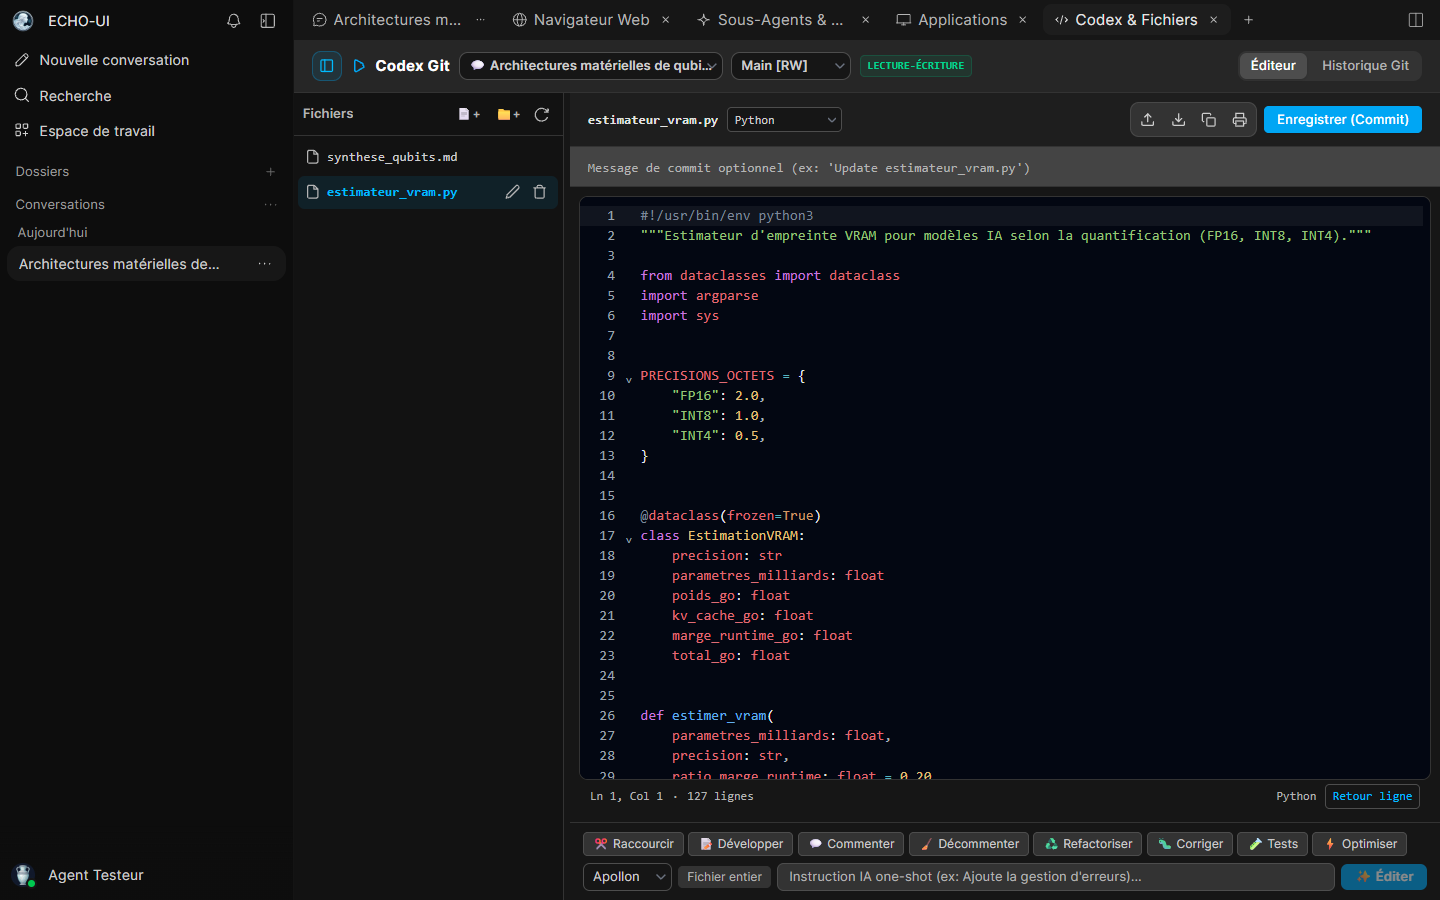 ECHO-UI
Nouvelle conversation
Recherche
Espace de travail
Dossiers
Conversations
Aujourd'hui
Architectures matérielles de...
Agent Testeur
Architectures m...
Navigateur Web
Sous-Agents & ...
Applications
Codex & Fichiers
Codex Git
Architectures matérielles de qubi...
Main [RW]
LECTURE-ÉCRITURE
Éditeur
Historique Git
Fichiers
synthese_qubits.md
estimateur_vram.py
estimateur_vram.py
Python
Enregistrer (Commit)
Message de commit optionnel (ex: 'Update estimateur_vram.py')
1 #!/usr/bin/env python3
2 """Estimateur d'empreinte VRAM pour modèles IA selon la quantification (FP16, INT8, INT4)."""
3
4 from dataclasses import dataclass
5 import argparse
6 import sys
7
8
9 PRECISIONS_OCTETS = {
10     "FP16": 2.0,
11     "INT8": 1.0,
12     "INT4": 0.5,
13 }
14
15
16 @dataclass(frozen=True)
17 class EstimationVRAM:
18     precision: str
19     parametres_milliards: float
20     poids_go: float
21     kv_cache_go: float
22     marge_runtime_go: float
23     total_go: float
24
25
26 def estimer_vram(
27     parametres_milliards: float,
28     precision: str,
29     ratio_marge_runtime: float = 0.20
Ln 1, Col 1 · 127 lignes
Python
Retour ligne
Raccourcir
Développer
Commenter
Décommenter
Refactoriser
Corriger
Tests
Optimiser
Apollon
Fichier entier
Instruction IA one-shot (ex: Ajoute la gestion d'erreurs)...
Éditer